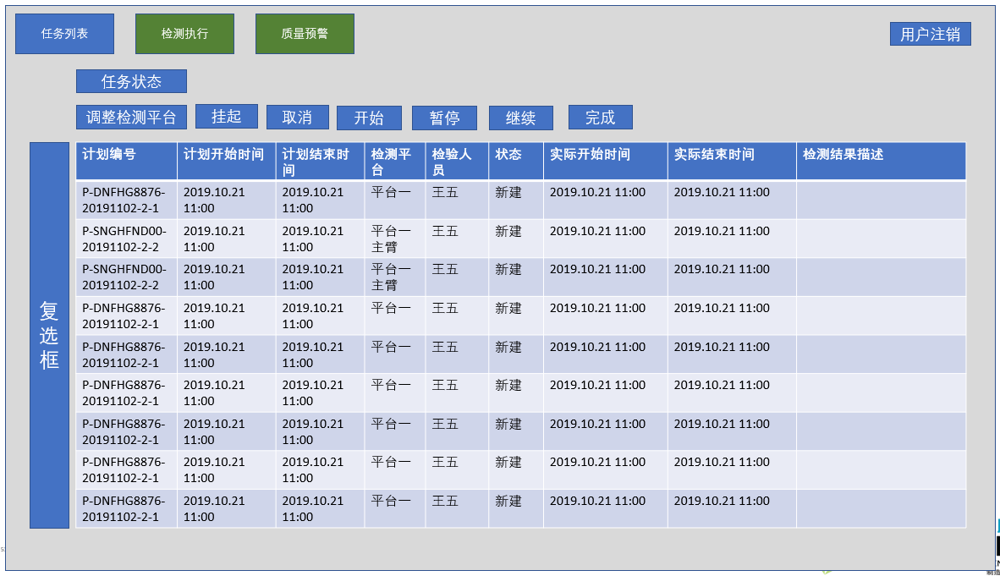 任务列表 检测执行 质量预警 用户注销
任务状态
调整检测平台 挂起 取消 开始 暂停 继续 完成
复选框
计划编号 计划开始时间 计划结束时间 检测平台 检验人员 状态 实际开始时间 实际结束时间 检测结果描述
P-DNFHG8876-20191102-2-1 2019.10.21 11:00 2019.10.21 11:00 平台一 王五 新建 2019.10.21 11:00 2019.10.21 11:00
P-SNGHFND00-20191102-2-2 2019.10.21 11:00 2019.10.21 11:00 平台一主臂 王五 新建 2019.10.21 11:00 2019.10.21 11:00
P-SNGHFND00-20191102-2-2 2019.10.21 11:00 2019.10.21 11:00 平台一主臂 王五 新建 2019.10.21 11:00 2019.10.21 11:00
P-DNFHG8876-20191102-2-1 2019.10.21 11:00 2019.10.21 11:00 平台一 王五 新建 2019.10.21 11:00 2019.10.21 11:00
P-DNFHG8876-20191102-2-1 2019.10.21 11:00 2019.10.21 11:00 平台一 王五 新建 2019.10.21 11:00 2019.10.21 11:00
P-DNFHG8876-20191102-2-1 2019.10.21 11:00 2019.10.21 11:00 平台一 王五 新建 2019.10.21 11:00 2019.10.21 11:00
P-DNFHG8876-20191102-2-1 2019.10.21 11:00 2019.10.21 11:00 平台一 王五 新建 2019.10.21 11:00 2019.10.21 11:00
P-DNFHG8876-20191102-2-1 2019.10.21 11:00 2019.10.21 11:00 平台一 王五 新建 2019.10.21 11:00 2019.10.21 11:00
P-DNFHG8876-20191102-2-1 2019.10.21 11:00 2019.10.21 11:00 平台一 王五 新建 2019.10.21 11:00 2019.10.21 11:00